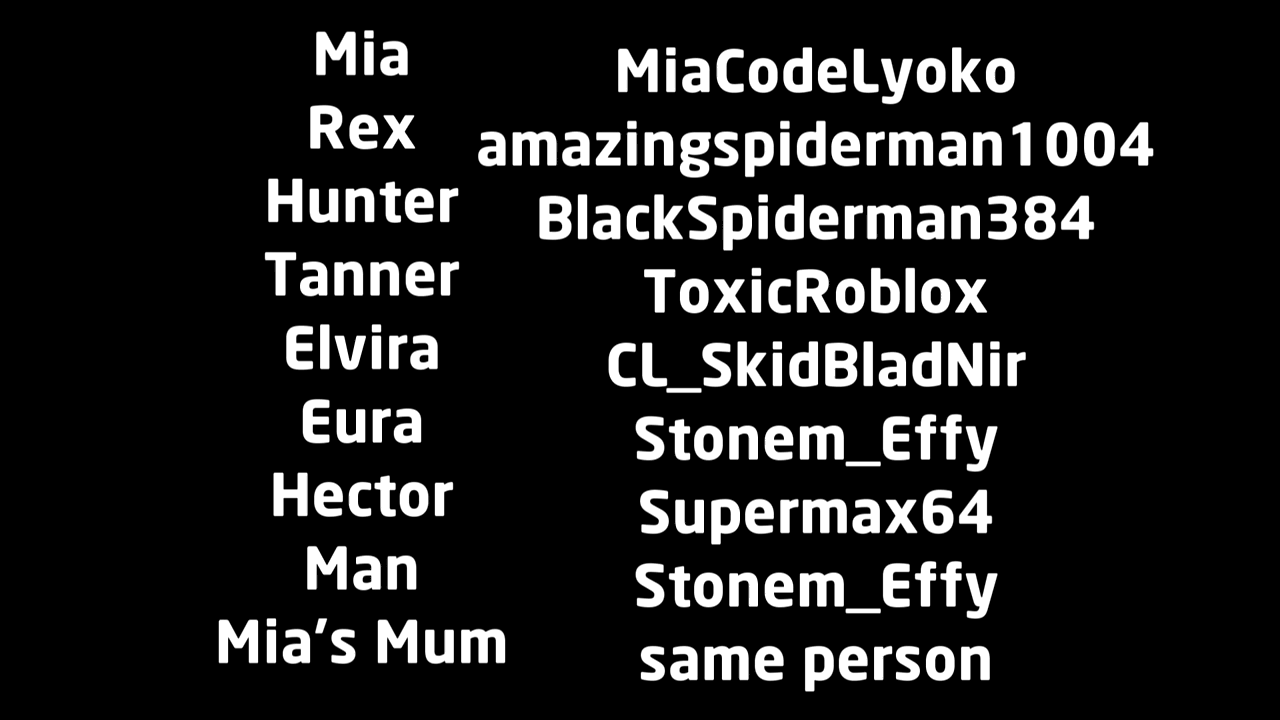 Mia MiaCodeLyoko
Rex amazingspiderman1004
Hunter BlackSpiderman384
Tanner ToxicRoblox
Elvira CL_SkidBladNir
Eura Stonem_Effy
Hector Supermax64
Man Stonem_Effy
Mia's Mum same person